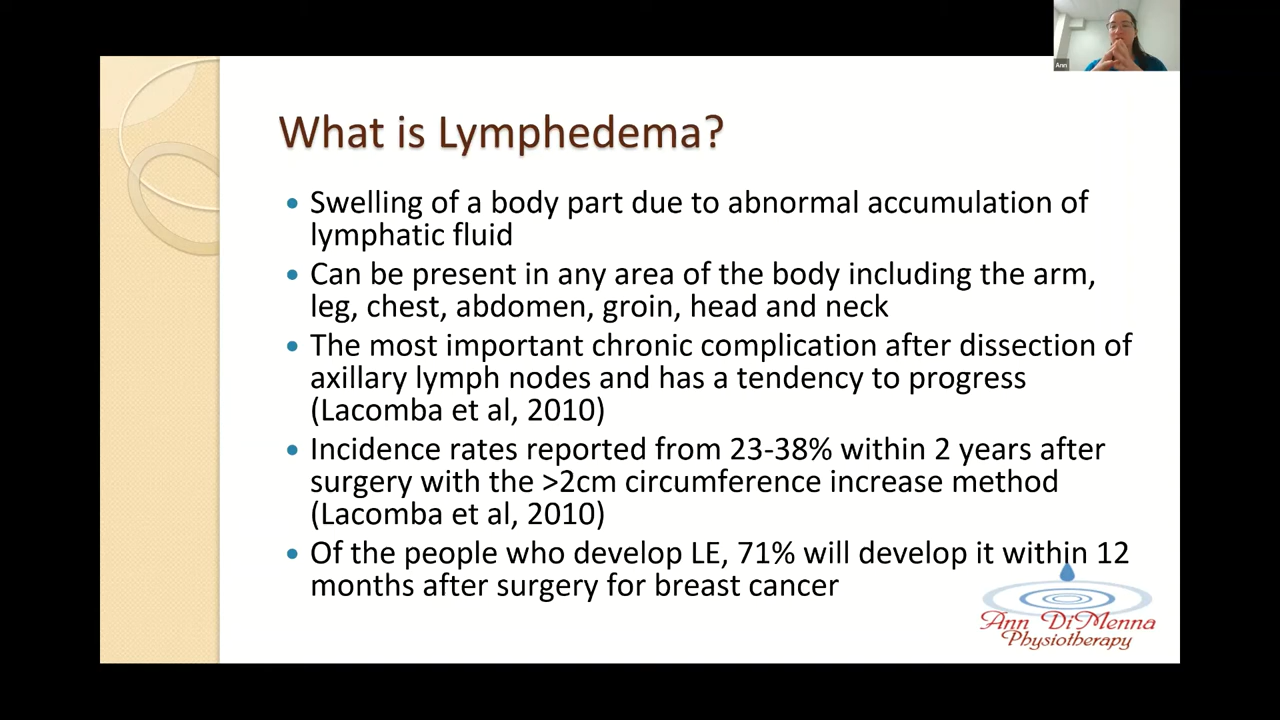 Ann
What is Lymphedema?
• Swelling of a body part due to abnormal accumulation of
lymphatic fluid
• Can be present in any area of the body including the arm,
leg, chest, abdomen, groin, head and neck
• The most important chronic complication after dissection of
axillary lymph nodes and has a tendency to progress
(Lacomba et al, 2010)
• Incidence rates reported from 23-38% within 2 years after
surgery with the >2cm circumference increase method
(Lacomba et al, 2010)
• Of the people who develop LE, 71% will develop it within 12
months after surgery for breast cancer
Ann DiMenna
Physiotherapy